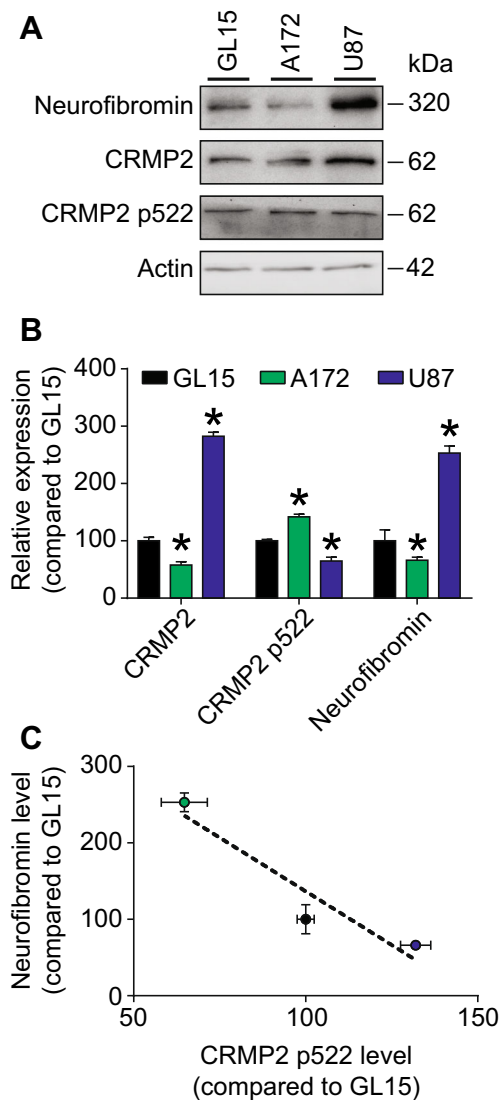 A
GL15
A172
U87
kDa
Neurofibromin
320
CRMP2
62
CRMP2 p522
62
Actin
42
B
Relative expression
(compared to GL15)
400
300
200
100
0
GL15
A172
U87
*
*
*
*
*
*
CRMP2
CRMP2 p522
Neurofibromin
C
Neurofibromin level
(compared to GL15)
300
200
100
0
50
100
150
CRMP2 p522 level
(compared to GL15)